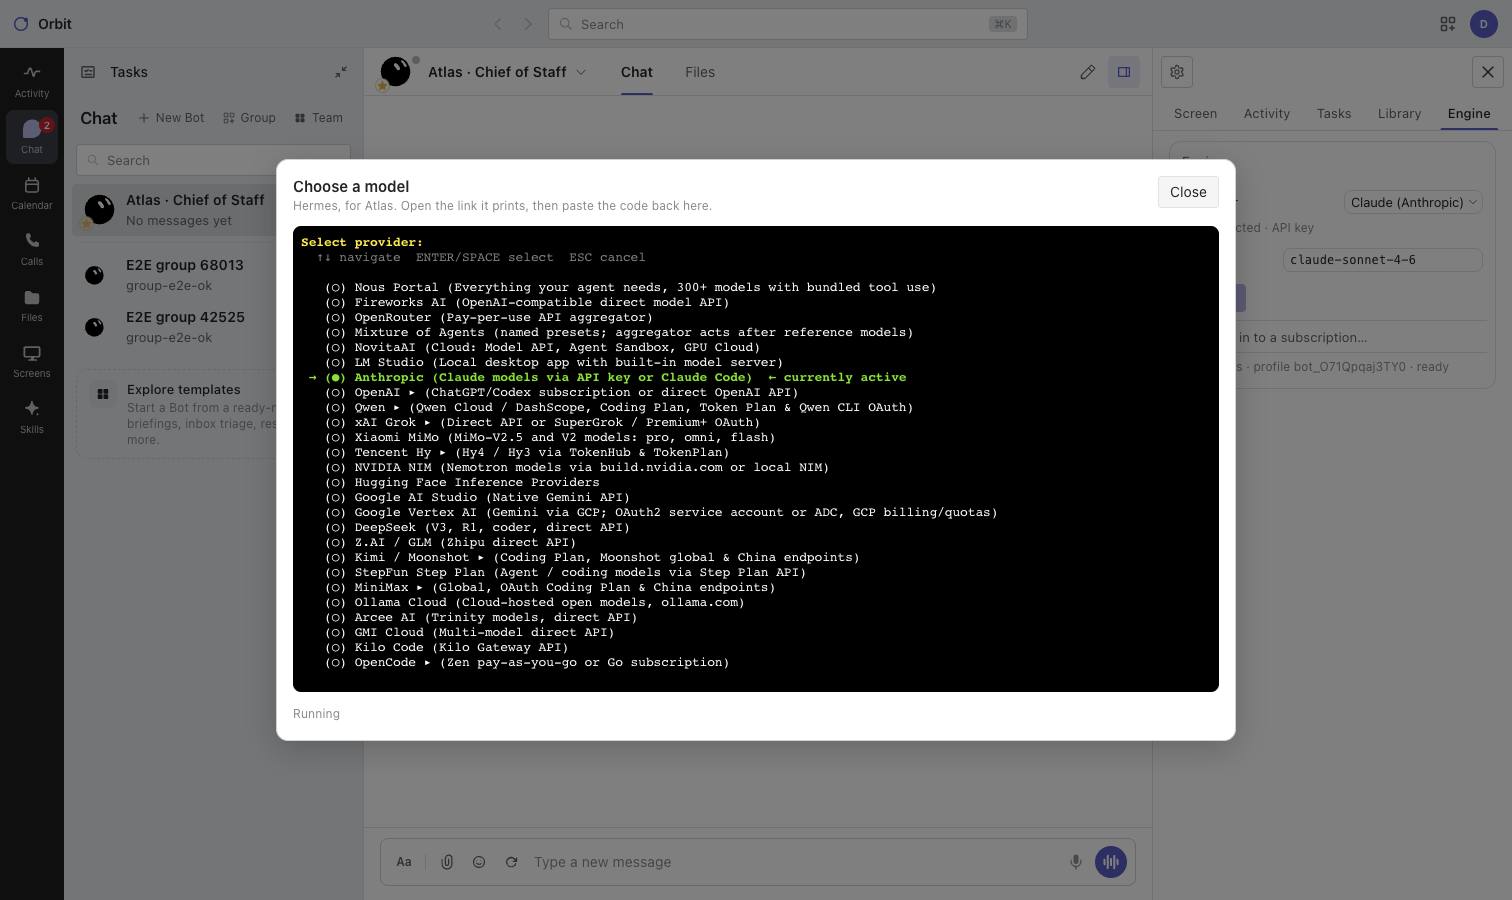 Orbit
Search
⌘K
D
Activity
2
Chat
Calendar
Calls
Files
Screens
Skills
Tasks
Chat
New Bot
Group
Team
Search
Atlas · Chief of Staff
No messages yet
E2E group 68013
group-e2e-ok
E2E group 42525
group-e2e-ok
Explore templates
Start a Bot from a ready-
briefings, inbox triage, res
more.
Atlas · Chief of Staff
Chat
Files
Screen
Activity
Tasks
Library
Engine
Claude (Anthropic)
cted · API key
claude-sonnet-4-6
in to a subscription…
s · profile bot_O71Qpqaj3TY0 · ready
Choose a model
Hermes, for Atlas. Open the link it prints, then paste the code back here.
Close
Select provider:
↑↓ navigate  ENTER/SPACE select  ESC cancel
(○) Nous Portal (Everything your agent needs, 300+ models with bundled tool use)
(○) Fireworks AI (OpenAI-compatible direct model API)
(○) OpenRouter (Pay-per-use API aggregator)
(○) Mixture of Agents (named presets; aggregator acts after reference models)
(○) NovitaAI (Cloud: Model API, Agent Sandbox, GPU Cloud)
(○) LM Studio (Local desktop app with built-in model server)
→ (●) Anthropic (Claude models via API key or Claude Code)  ← currently active
(○) OpenAI ▸ (ChatGPT/Codex subscription or direct OpenAI API)
(○) Qwen ▸ (Qwen Cloud / DashScope, Coding Plan, Token Plan & Qwen CLI OAuth)
(○) xAI Grok ▸ (Direct API or SuperGrok / Premium+ OAuth)
(○) Xiaomi MiMo (MiMo-V2.5 and V2 models: pro, omni, flash)
(○) Tencent Hy ▸ (Hy4 / Hy3 via TokenHub & TokenPlan)
(○) NVIDIA NIM (Nemotron models via build.nvidia.com or local NIM)
(○) Hugging Face Inference Providers
(○) Google AI Studio (Native Gemini API)
(○) Google Vertex AI (Gemini via GCP; OAuth2 service account or ADC, GCP billing/quotas)
(○) DeepSeek (V3, R1, coder, direct API)
(○) Z.AI / GLM (Zhipu direct API)
(○) Kimi / Moonshot ▸ (Coding Plan, Moonshot global & China endpoints)
(○) StepFun Step Plan (Agent / coding models via Step Plan API)
(○) MiniMax ▸ (Global, OAuth Coding Plan & China endpoints)
(○) Ollama Cloud (Cloud-hosted open models, ollama.com)
(○) Arcee AI (Trinity models, direct API)
(○) GMI Cloud (Multi-model direct API)
(○) Kilo Code (Kilo Gateway API)
(○) OpenCode ▸ (Zen pay-as-you-go or Go subscription)
Running
Aa
Type a new message